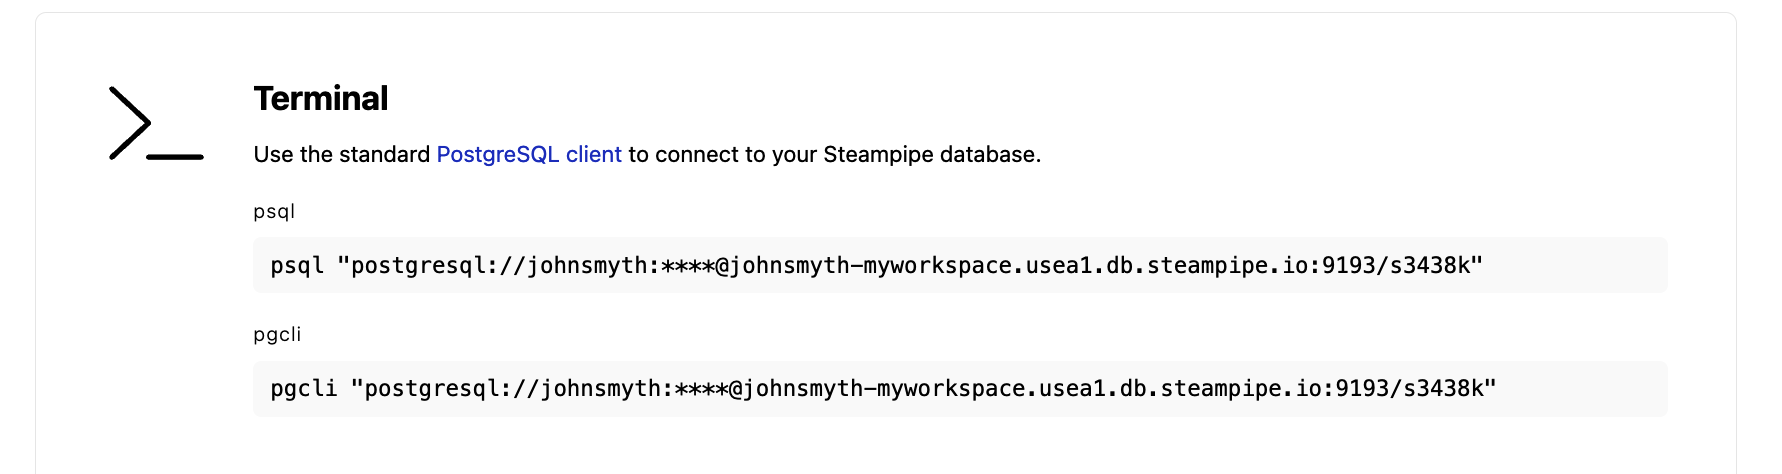 Terminal
Use the standard PostgreSQL client to connect to your Steampipe database.
psql
psql "postgresql://johnsmyth:****@johnsmyth-myworkspace.usea1.db.steampipe.io:9193/s3438k"
pgcli
pgcli "postgresql://johnsmyth:****@johnsmyth-myworkspace.usea1.db.steampipe.io:9193/s3438k"